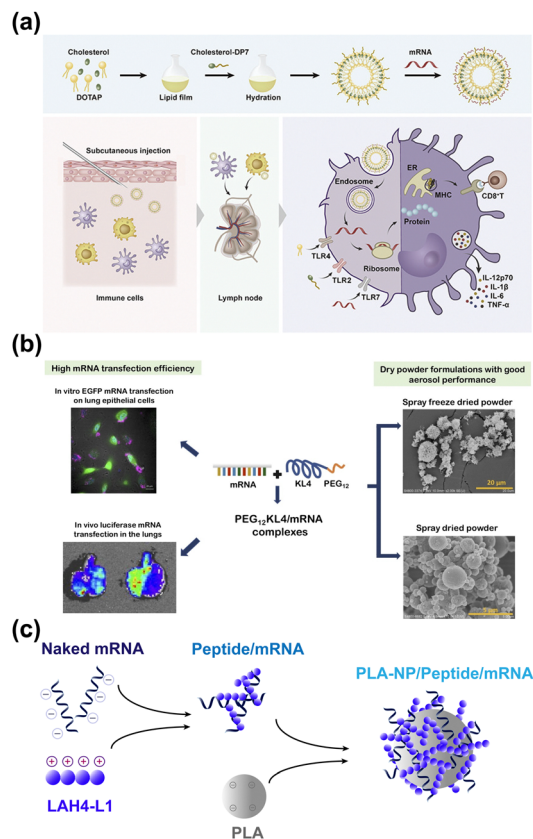 (a)
Cholesterol
DOTAP
Lipid film
Cholesterol-DP7
Hydration
mRNA
Subcutaneous injection
Immune cells
Lymph node
Endosome
ER
MHC
CD8+T
Protein
Ribosome
TLR4
TLR2
TLR7
IL-12p70
IL-1β
IL-6
TNF-α
(b)
High mRNA transfection efficiency
In vitro EGFP mRNA transfection
on lung epithelial cells
In vivo luciferase mRNA
transfection in the lungs
mRNA
+
KL4
PEG12
PEG12KL4/mRNA
complexes
Dry powder formulations with good
aerosol performance
Spray freeze dried powder
20 μm
Spray dried powder
(c)
Naked mRNA
Peptide/mRNA
PLA-NP/Peptide/mRNA
LAH4-L1
PLA